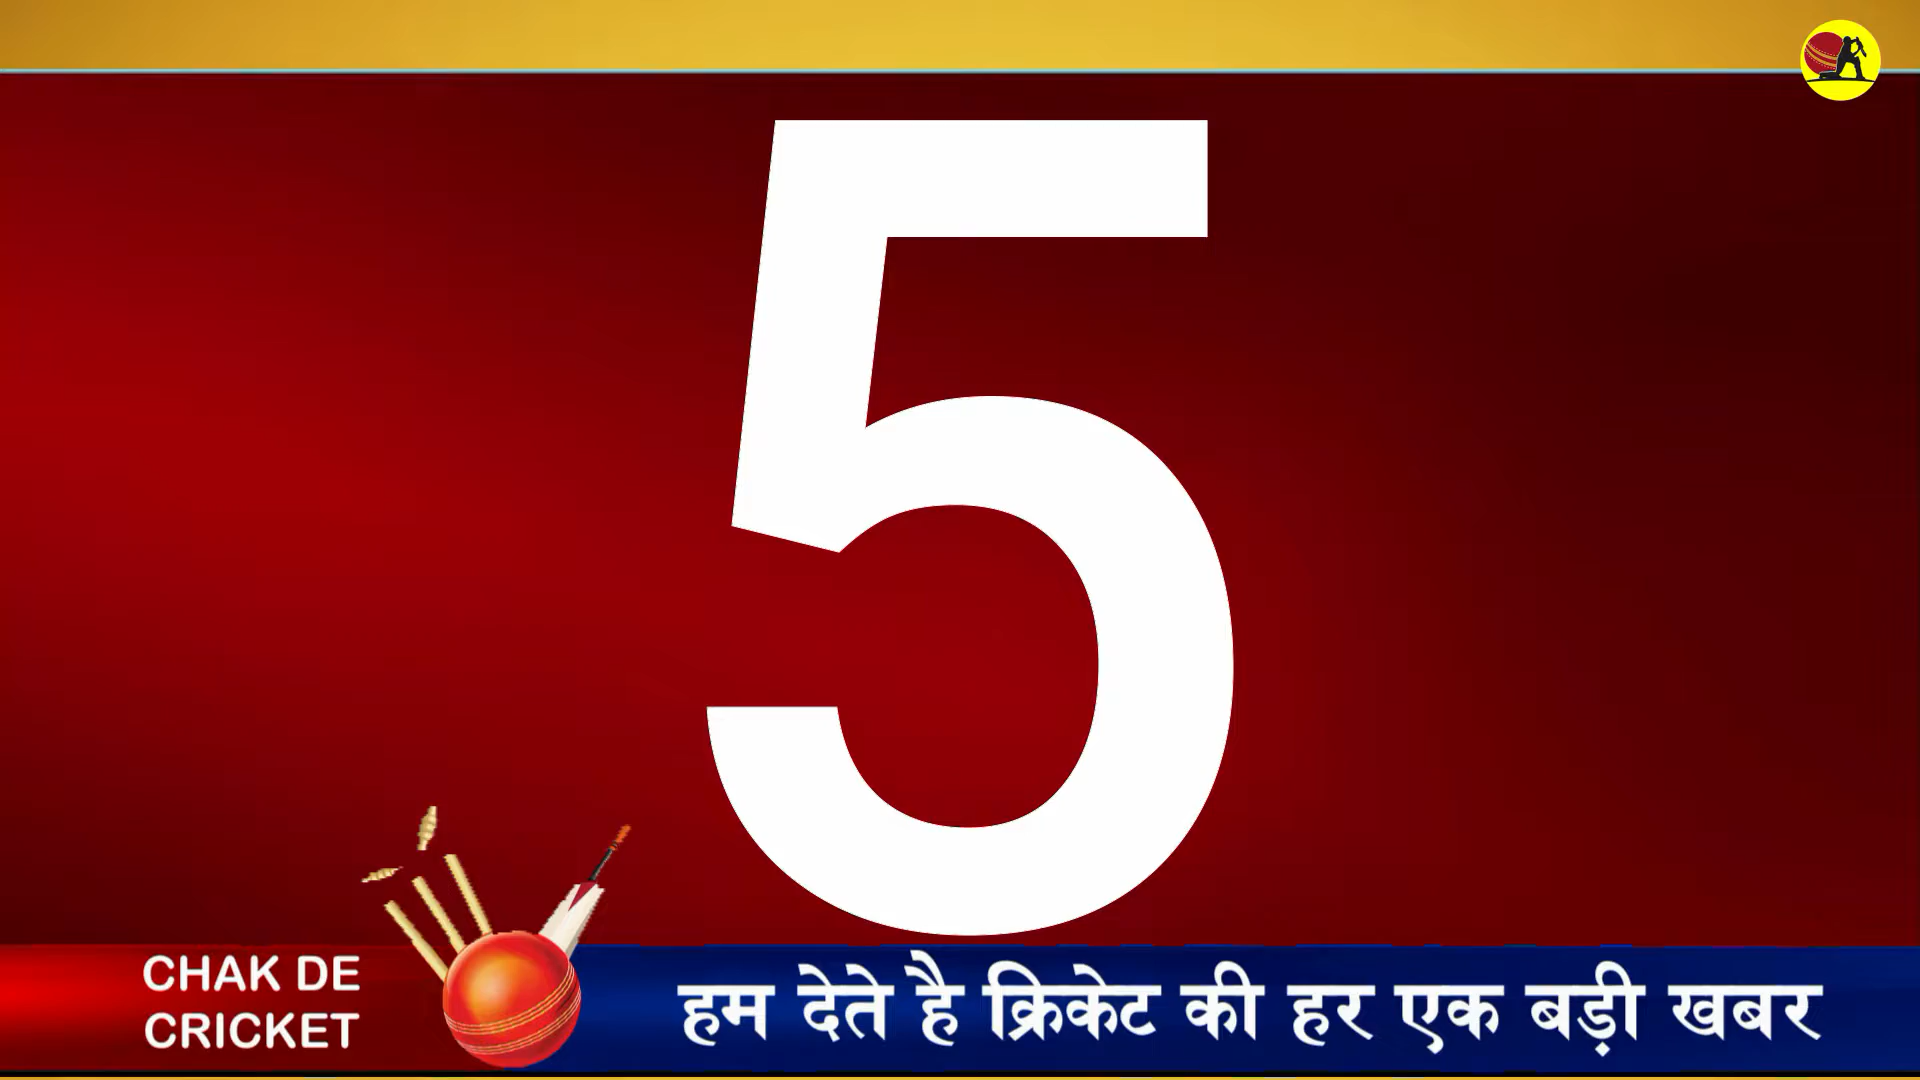 5
CHAK DE
CRICKET
हम देते है क्रिकेट की हर एक बड़ी खबर